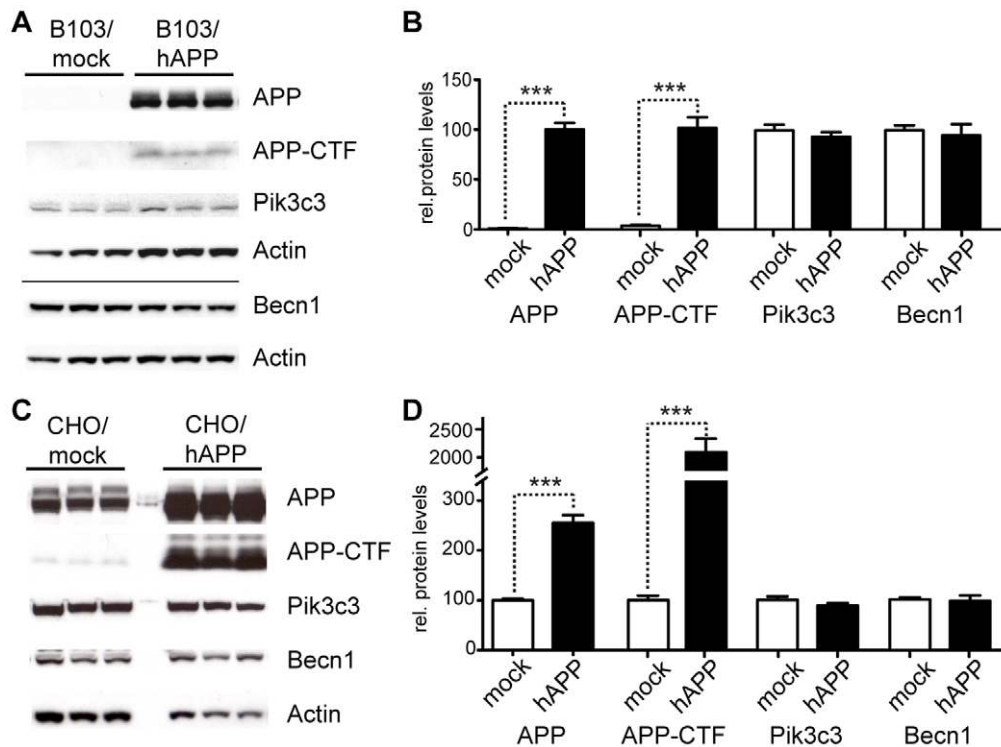 A
B103/ B103/
mock hAPP
APP
APP-CTF
Pik3c3
Actin
Becn1
Actin
B
rel.protein levels
150
100
50
0
mock hAPP mock hAPP mock hAPP mock hAPP
APP APP-CTF Pik3c3 Becn1
*** ***
C
CHO/ CHO/
mock hAPP
APP
APP-CTF
Pik3c3
Becn1
Actin
D
rel. protein levels
2500
2000
300
200
100
0
*** ***
mock hAPP mock hAPP mock hAPP mock hAPP
APP APP-CTF Pik3c3 Becn1